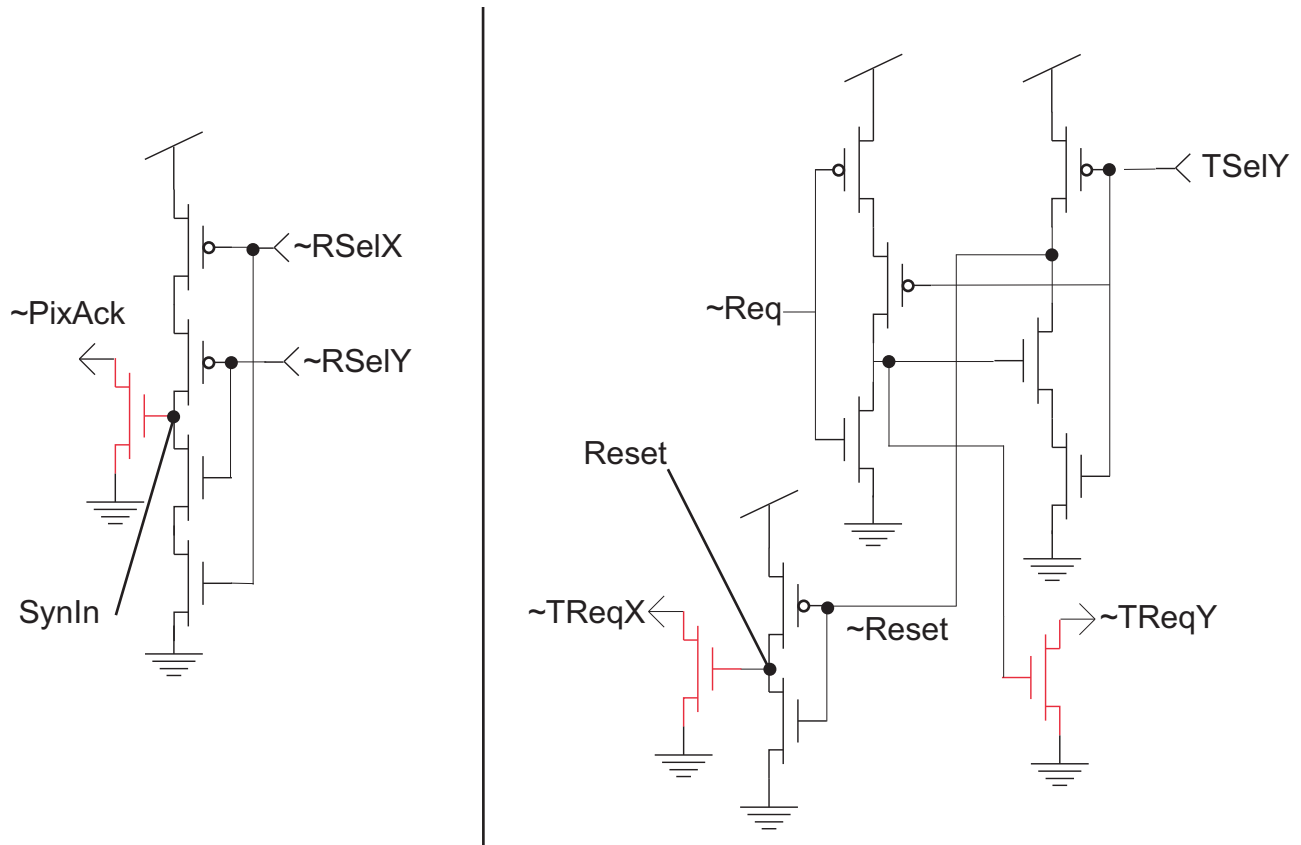 ~RSelX
~PixAck
~RSelY
SynIn
TSelY
~Req
Reset
~TReqX
~Reset
~TReqY